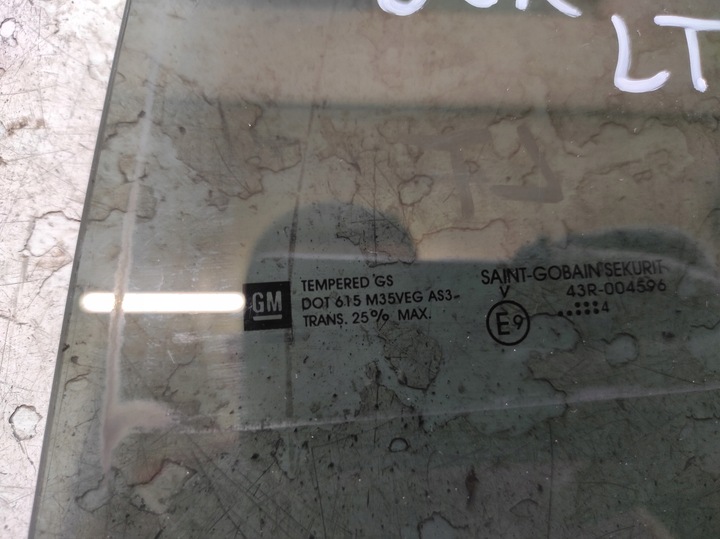 LT
GM
TEMPERED GS
DOT 615 M35VEG AS3-
TRANS. 25% MAX.
SAINT-GOBAIN SEKURIT
V
43R-004596
E9
4